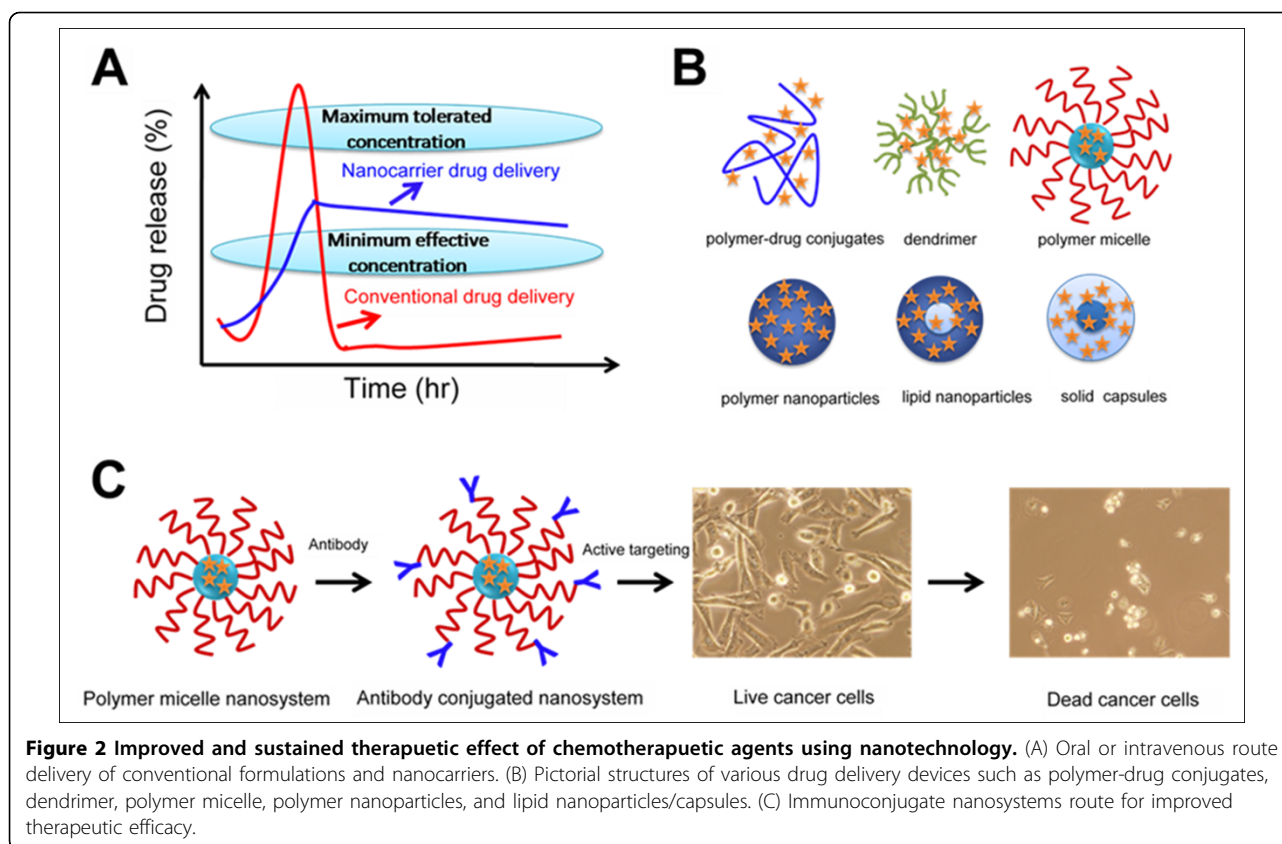 A
Drug release (%)
Maximum tolerated
concentration
Nanocarrier drug delivery
Minimum effective
concentration
Conventional drug delivery
Time (hr)
B
polymer-drug conjugates
dendrimer
polymer micelle
polymer nanoparticles
lipid nanoparticles
solid capsules
C
Antibody
Active targeting
Polymer micelle nanosystem
Antibody conjugated nanosystem
Live cancer cells
Dead cancer cells
Figure 2 Improved and sustained therapuetic effect of chemotherapuetic agents using nanotechnology. (A) Oral or intravenous route
delivery of conventional formulations and nanocarriers. (B) Pictorial structures of various drug delivery devices such as polymer-drug conjugates,
dendrimer, polymer micelle, polymer nanoparticles, and lipid nanoparticles/capsules. (C) Immunoconjugate nanosystems route for improved
therapeutic efficacy.